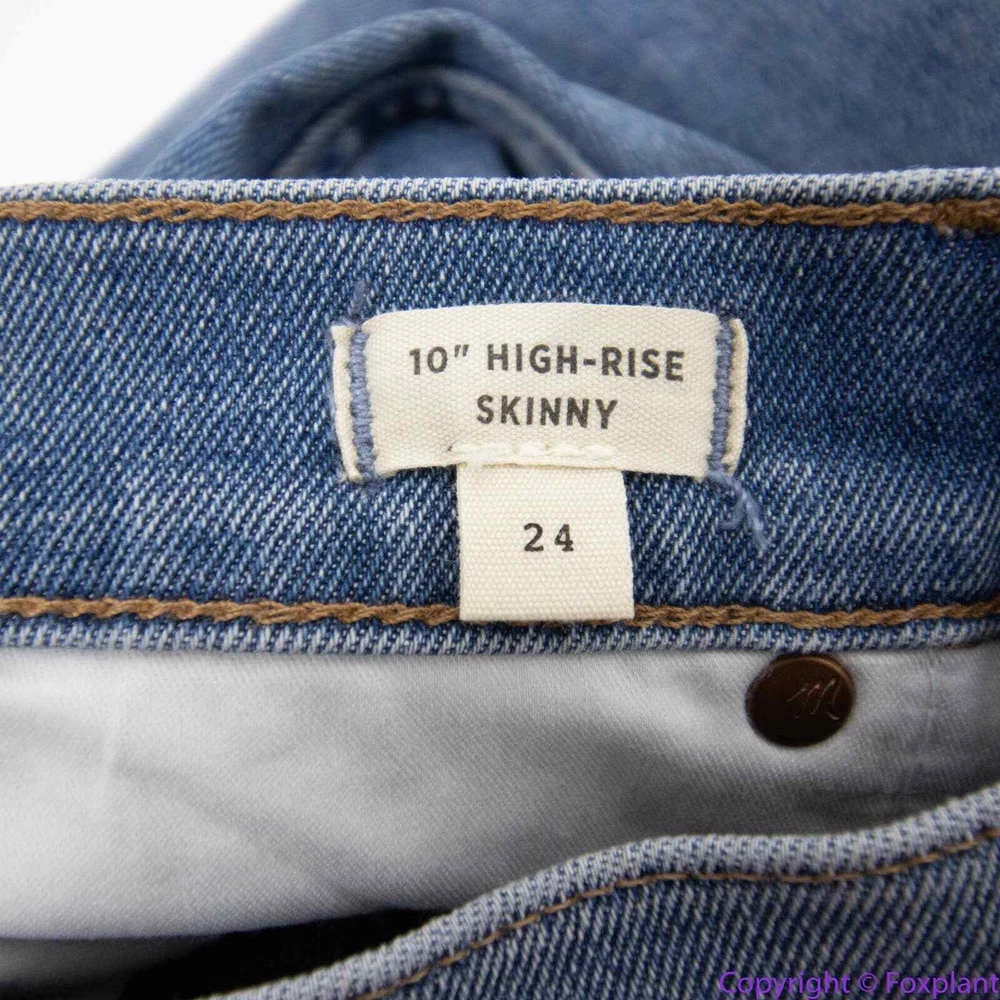 10" HIGH-RISE
SKINNY
24
Copyright © Foxplant